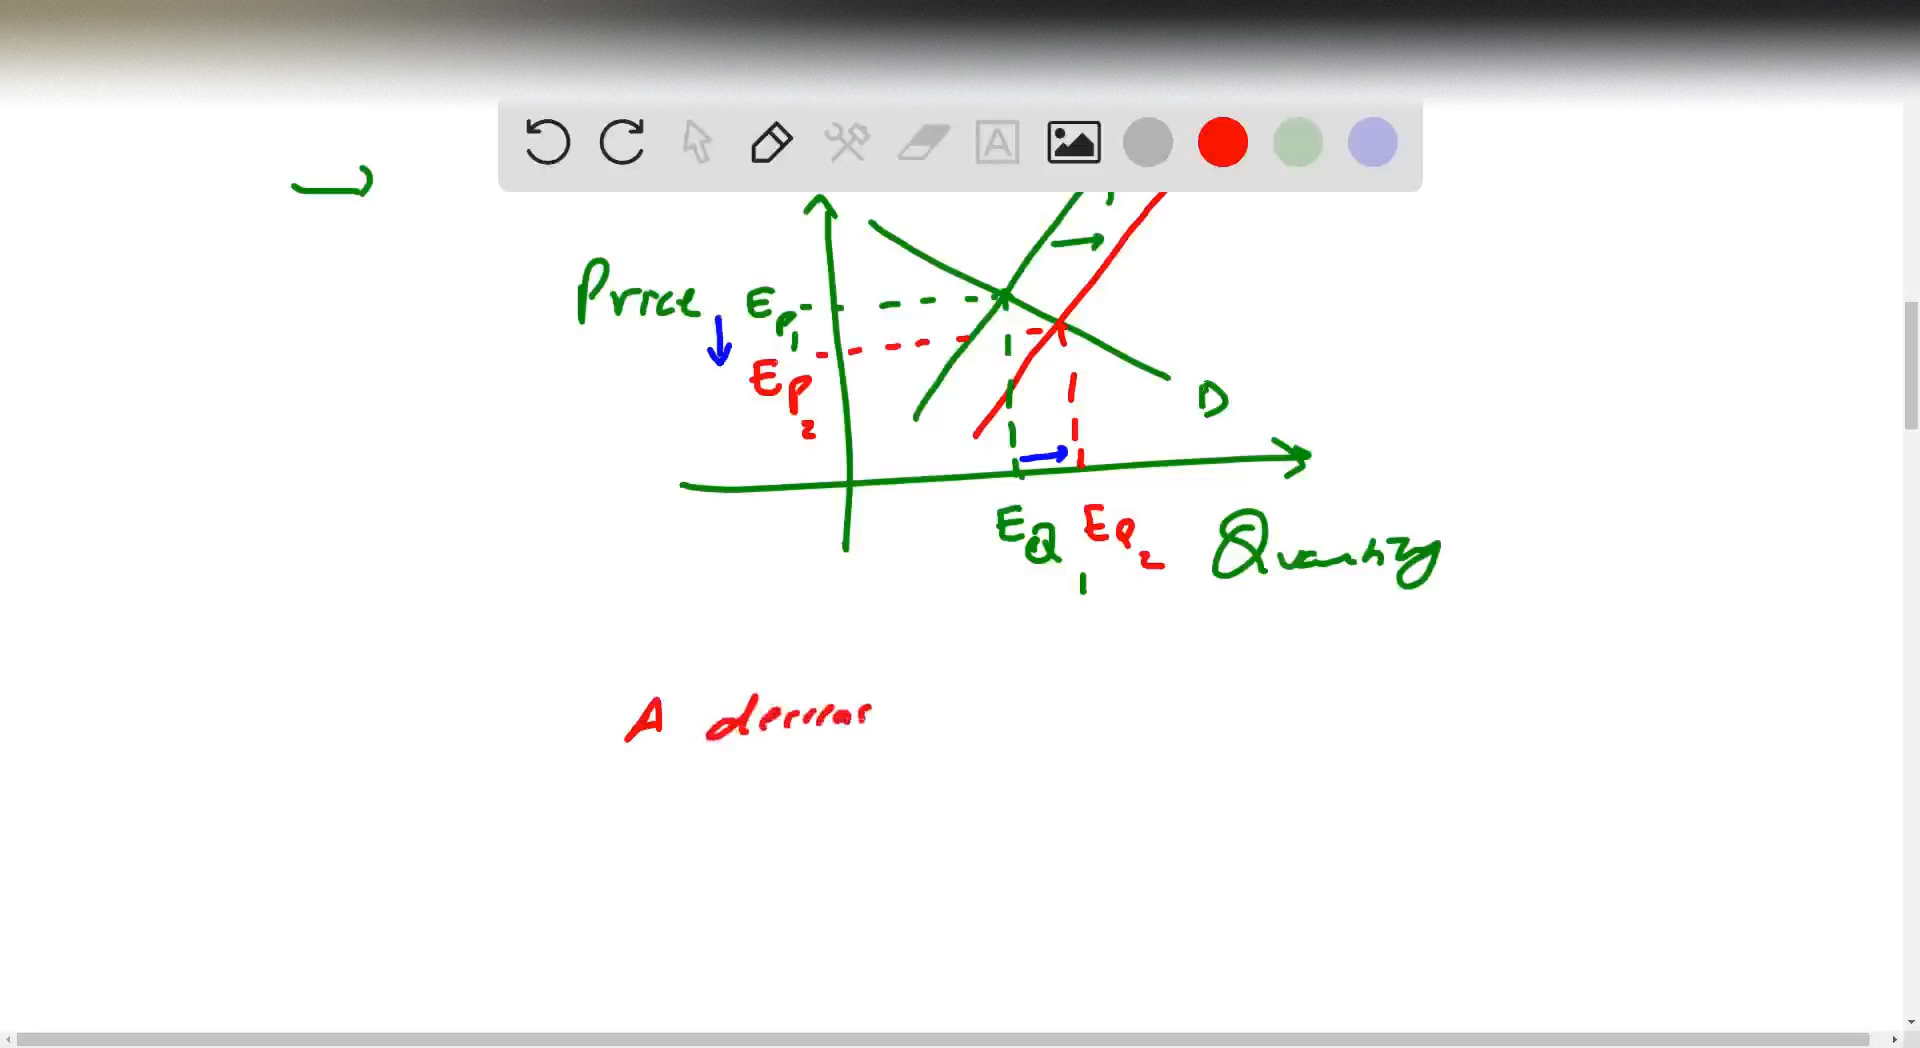 Price
EP1
EP2
D
EQ1 EQ2 Quantity
A decreas